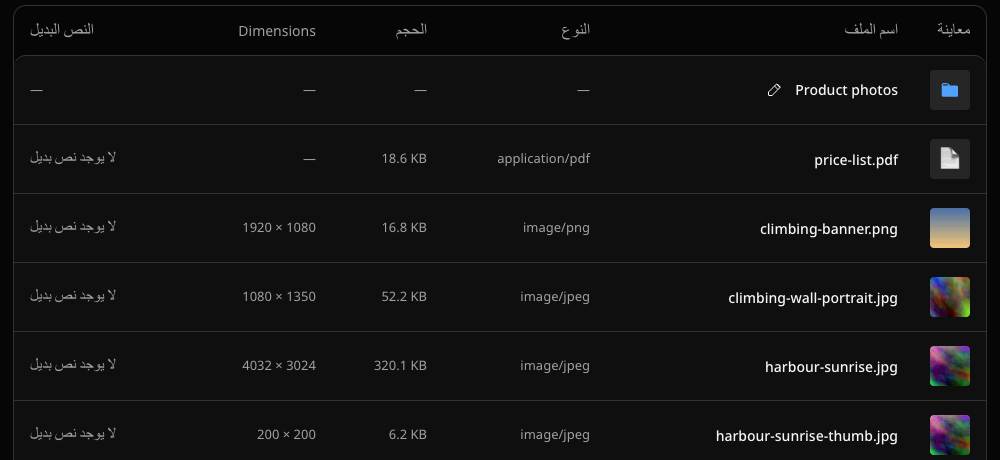 معاينة اسم الملف النوع الحجم Dimensions النص البديل
Product photos — — — —
price-list.pdf application/pdf 18.6 KB — لا يوجد نص بديل
climbing-banner.png image/png 16.8 KB 1920 × 1080 لا يوجد نص بديل
climbing-wall-portrait.jpg image/jpeg 52.2 KB 1080 × 1350 لا يوجد نص بديل
harbour-sunrise.jpg image/jpeg 320.1 KB 4032 × 3024 لا يوجد نص بديل
harbour-sunrise-thumb.jpg image/jpeg 6.2 KB 200 × 200 لا يوجد نص بديل